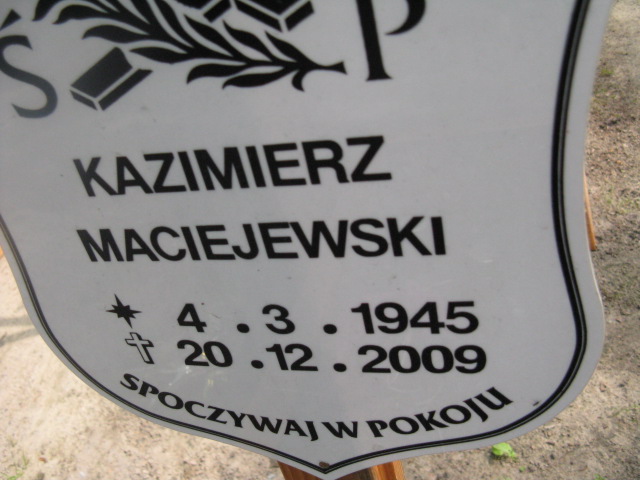 Ś P
KAZIMIERZ
MACIEJEWSKI
4.3.1945
20.12.2009
SPOCZYWAJ W POKOJU